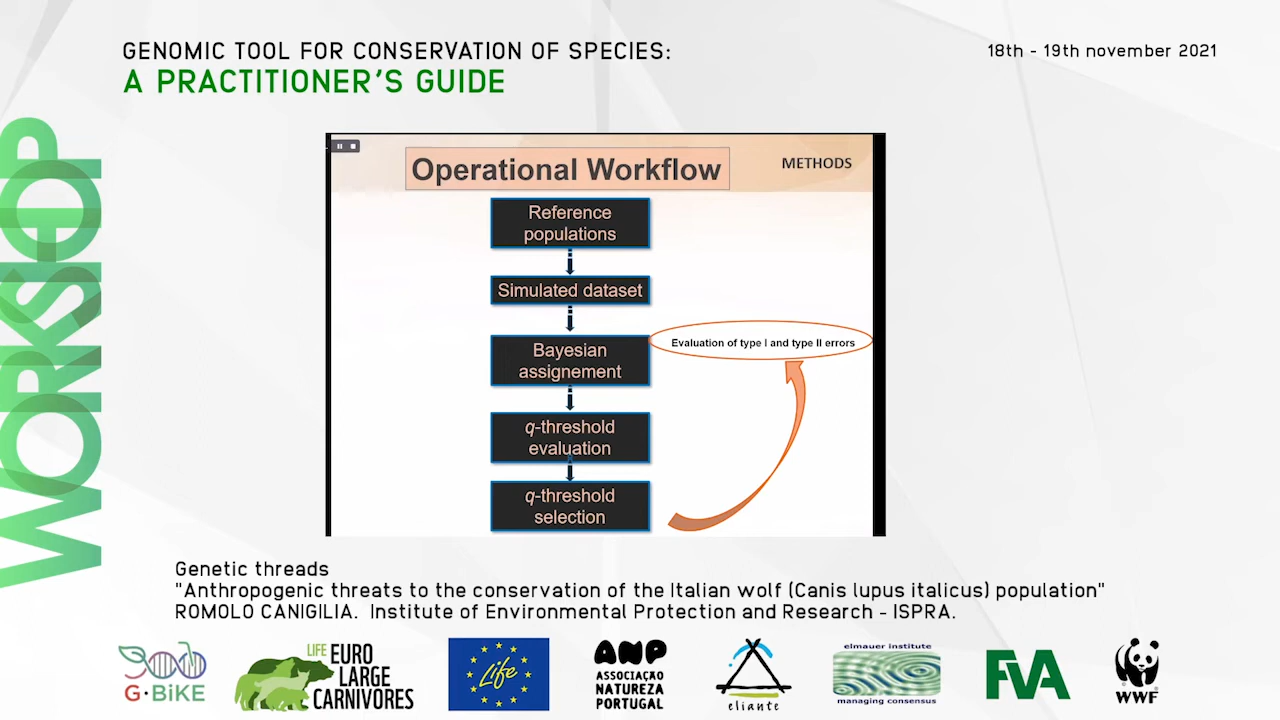 GENOMIC TOOL FOR CONSERVATION OF SPECIES:
A PRACTITIONER'S GUIDE
18th - 19th november 2021
WORKSHOP
Operational Workflow
METHODS
Reference
populations
Simulated dataset
Bayesian
assignement
Evaluation of type I and type II errors
q-threshold
evaluation
q-threshold
selection
Genetic threads
"Anthropogenic threats to the conservation of the Italian wolf (Canis lupus italicus) population"
ROMOLO CANIGILIA. Institute of Environmental Protection and Research - ISPRA.
G·BiKE
LIFE EURO
LARGE
CARNIVORES
Life
ANP
ASSOCIAÇÃO
NATUREZA
PORTUGAL
eliante
elmauer institute
managing consensus
FVA
WWF